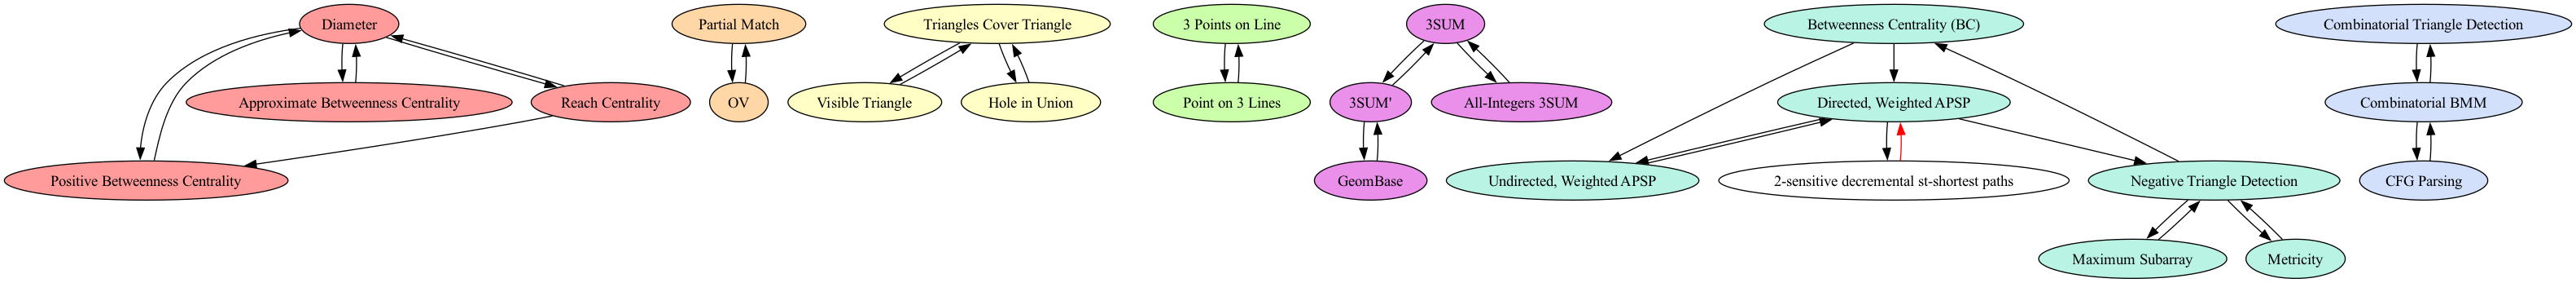 Diameter
Partial Match
Triangles Cover Triangle
3 Points on Line
3SUM
Betweenness Centrality (BC)
Combinatorial Triangle Detection
Approximate Betweenness Centrality
Reach Centrality
OV
Visible Triangle
Hole in Union
Point on 3 Lines
3SUM'
All-Integers 3SUM
Directed, Weighted APSP
Combinatorial BMM
Positive Betweenness Centrality
GeomBase
Undirected, Weighted APSP
2-sensitive decremental st-shortest paths
Negative Triangle Detection
CFG Parsing
Maximum Subarray
Metricity